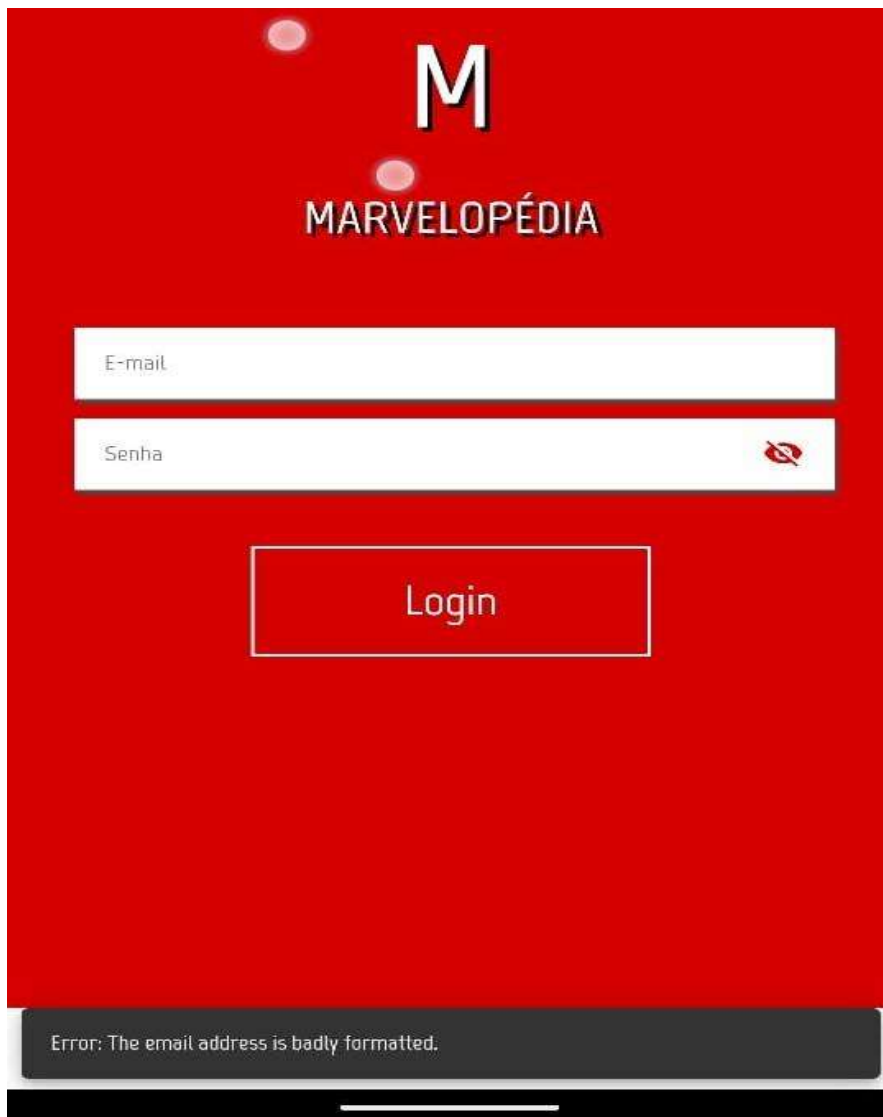 M
MARVELOPÉDIA
E-mail
Senha
Login
Error: The email address is badly formatted.